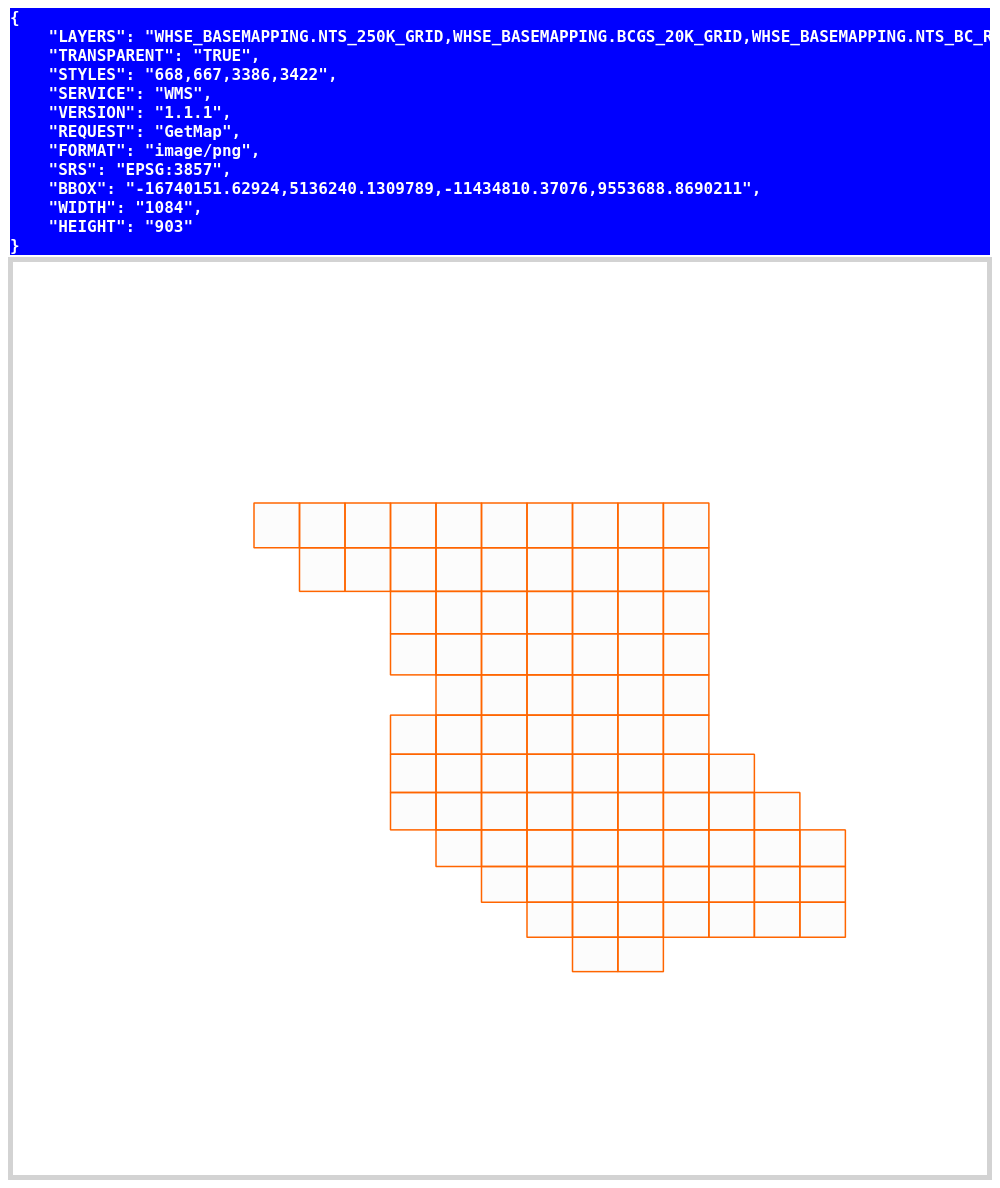 {
    "LAYERS": "WHSE_BASEMAPPING.NTS_250K_GRID,WHSE_BASEMAPPING.BCGS_20K_GRID,WHSE_BASEMAPPING.NTS_BC_R
    "TRANSPARENT": "TRUE",
    "STYLES": "668,667,3386,3422",
    "SERVICE": "WMS",
    "VERSION": "1.1.1",
    "REQUEST": "GetMap",
    "FORMAT": "image/png",
    "SRS": "EPSG:3857",
    "BBOX": "-16740151.62924,5136240.1309789,-11434810.37076,9553688.8690211",
    "WIDTH": "1084",
    "HEIGHT": "903"
}